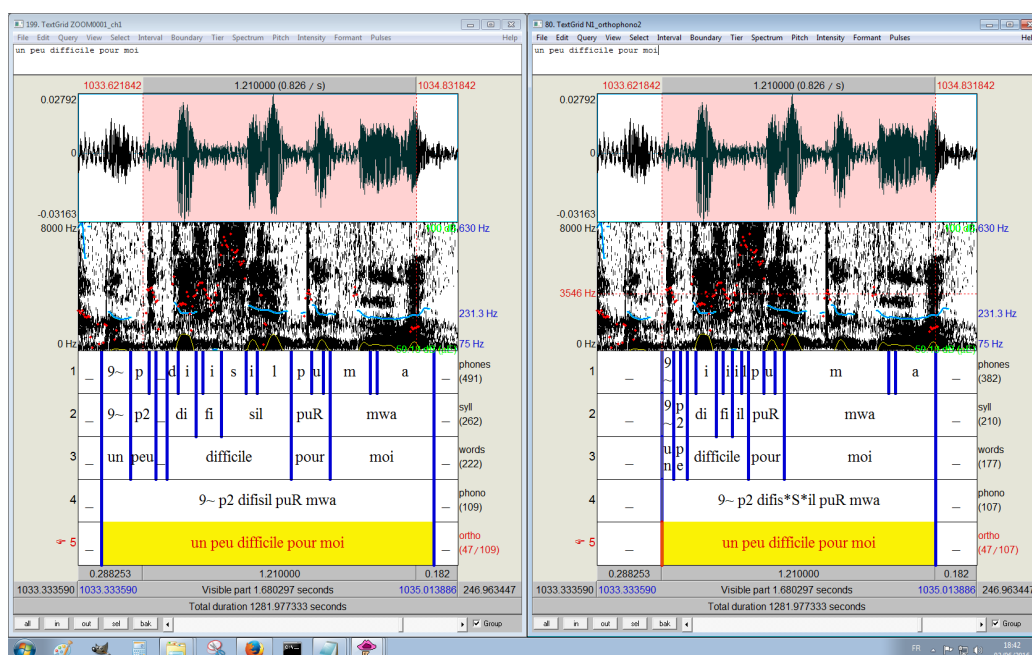 199. TextGrid ZOOM0001_ch1
File Edit Query View Select Interval Boundary Tier Spectrum Pitch Intensity Formant Pulses Help
un peu difficile pour moi
1033.621842 1.210000 (0.826 / s) 1034.831842
0.02792
0
-0.03163
8000 Hz 630 Hz
231.3 Hz
0 Hz 75 Hz
1 _ 9~ p d i i s i l p u m a _ phones (491)
2 _ 9~ p2 _ di fi sil puR mwa _ syll (262)
3 _ un peu _ difficile pour moi _ words (222)
4 _ 9~ p2 difisil puR mwa _ phono (109)
5 _ un peu difficile pour moi _ ortho (47/109)
0.288253 1.210000 0.182
1033.333590 1033.333590 Visible part 1.680297 seconds 1035.013886 246.963447
Total duration 1281.977333 seconds
all in out sel bak Group
80. TextGrid N1_orthophono2
File Edit Query View Select Interval Boundary Tier Spectrum Pitch Intensity Formant Pulses Hel
un peu difficile pour moi
1033.621842 1.210000 (0.826 / s) 1034.831842
0.02792
0
-0.03163
8000 Hz 630 Hz
3546 Hz
231.3 Hz
0 Hz 75 Hz
1 _ 9~ i i i l p u m a _ phones (382)
2 _ 9~ p2 di fi il puR mwa _ syll (210)
3 _ un pe difficile pour moi _ words (177)
4 _ 9~ p2 difis*S*il puR mwa _ phono (107)
5 _ un peu difficile pour moi _ ortho (47/107)
0.288253 1.210000 0.182
1033.333590 1033.333590 Visible part 1.680297 seconds 1035.013886 246.963447
Total duration 1281.977333 seconds
all in out sel bak Group
FR 18:42